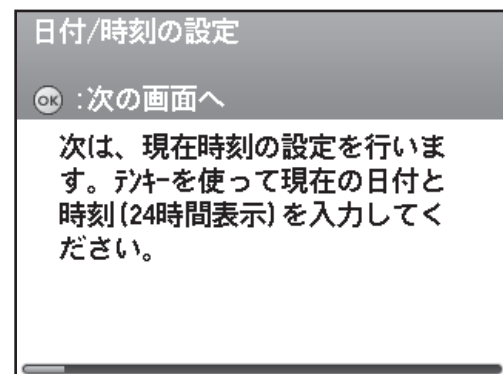 日付/時刻の設定
OK :次の画面へ
次は、現在時刻の設定を行いま
す。ﾃﾝｷｰを使って現在の日付と
時刻(24時間表示)を入力してく
ださい。